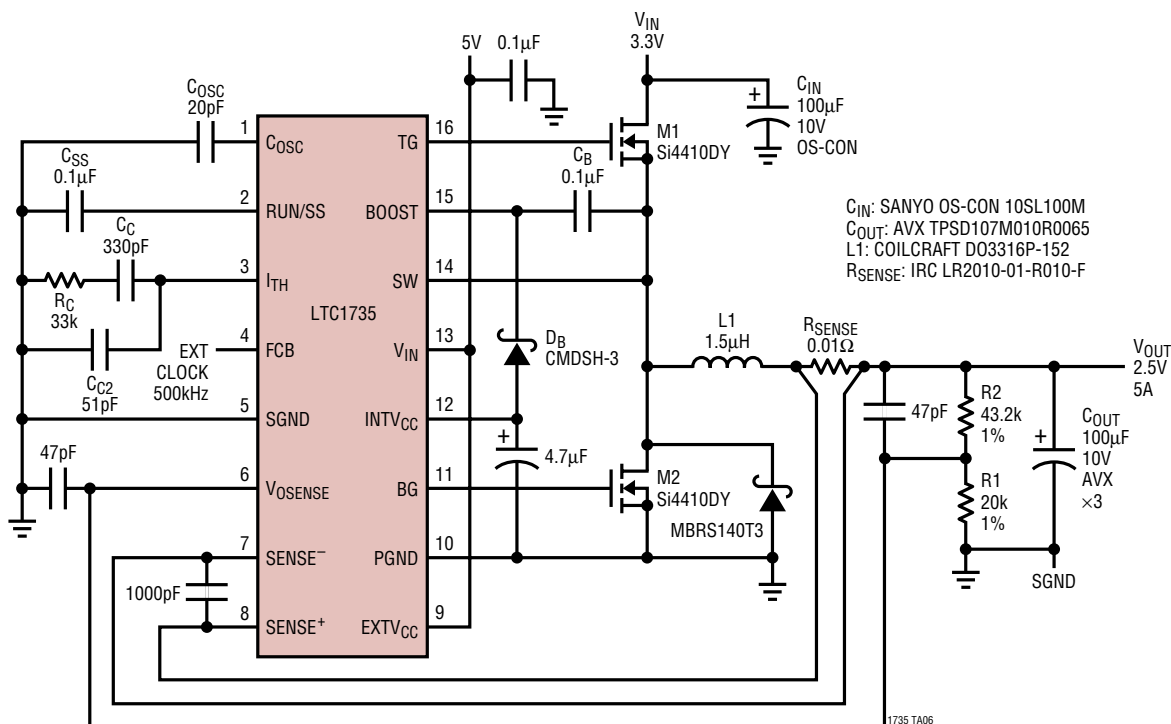 V_IN
3.3V
5V
0.1µF
C_OSC
20pF
1
C_OSC
TG
16
M1
Si4410DY
+
C_IN
100µF
10V
OS-CON
C_SS
0.1µF
2
RUN/SS
BOOST
15
C_B
0.1µF
C_IN: SANYO OS-CON 10SL100M
C_OUT: AVX TPSD107M010R0065
L1: COILCRAFT DO3316P-152
R_SENSE: IRC LR2010-01-R010-F
C_C
330pF
3
I_TH
SW
14
R_C
33k
LTC1735
4
FCB
V_IN
13
EXT
CLOCK
500kHz
C_C2
51pF
D_B
CMDSH-3
L1
1.5µH
R_SENSE
0.01Ω
V_OUT
2.5V
5A
5
SGND
INTV_CC
12
+
4.7µF
47pF
R2
43.2k
1%
+
C_OUT
100µF
10V
AVX
×3
47pF
6
V_OSENSE
BG
11
M2
Si4410DY
MBRS140T3
R1
20k
1%
7
SENSE⁻
PGND
10
SGND
1000pF
8
SENSE⁺
EXTV_CC
9
1735 TA06